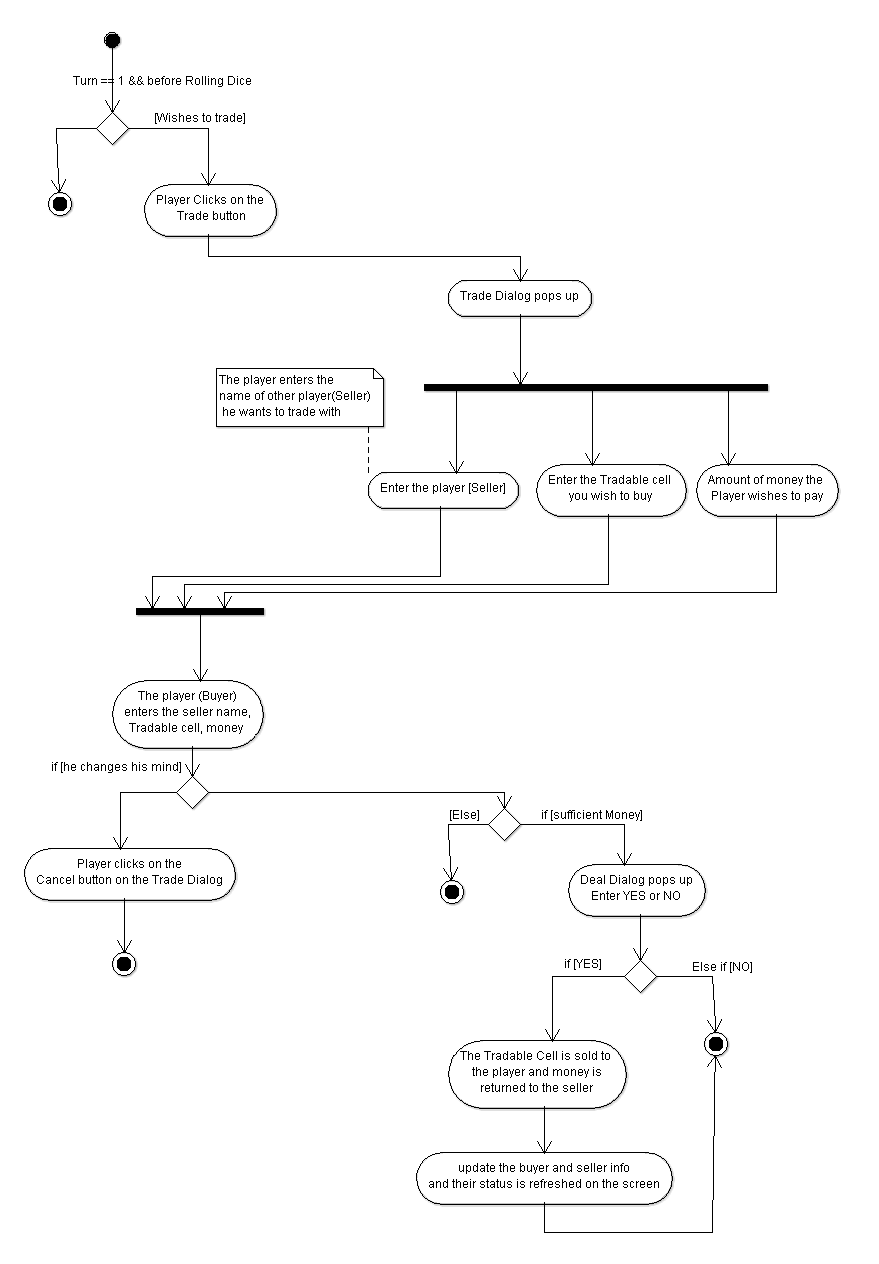 Turn == 1 && before Rolling Dice
[Wishes to trade]
Player Clicks on the
Trade button
Trade Dialog pops up
The player enters the
name of other player(Seller)
he wants to trade with
Enter the player [Seller]
Enter the Tradable cell
you wish to buy
Amount of money the
Player wishes to pay
The player (Buyer)
enters the seller name,
Tradable cell, money
if [he changes his mind]
[Else]
if [sufficient Money]
Player clicks on the
Cancel button on the Trade Dialog
Deal Dialog pops up
Enter YES or NO
if [YES]
Else if [NO]
The Tradable Cell is sold to
the player and money is
returned to the seller
update the buyer and seller info
and their status is refreshed on the screen